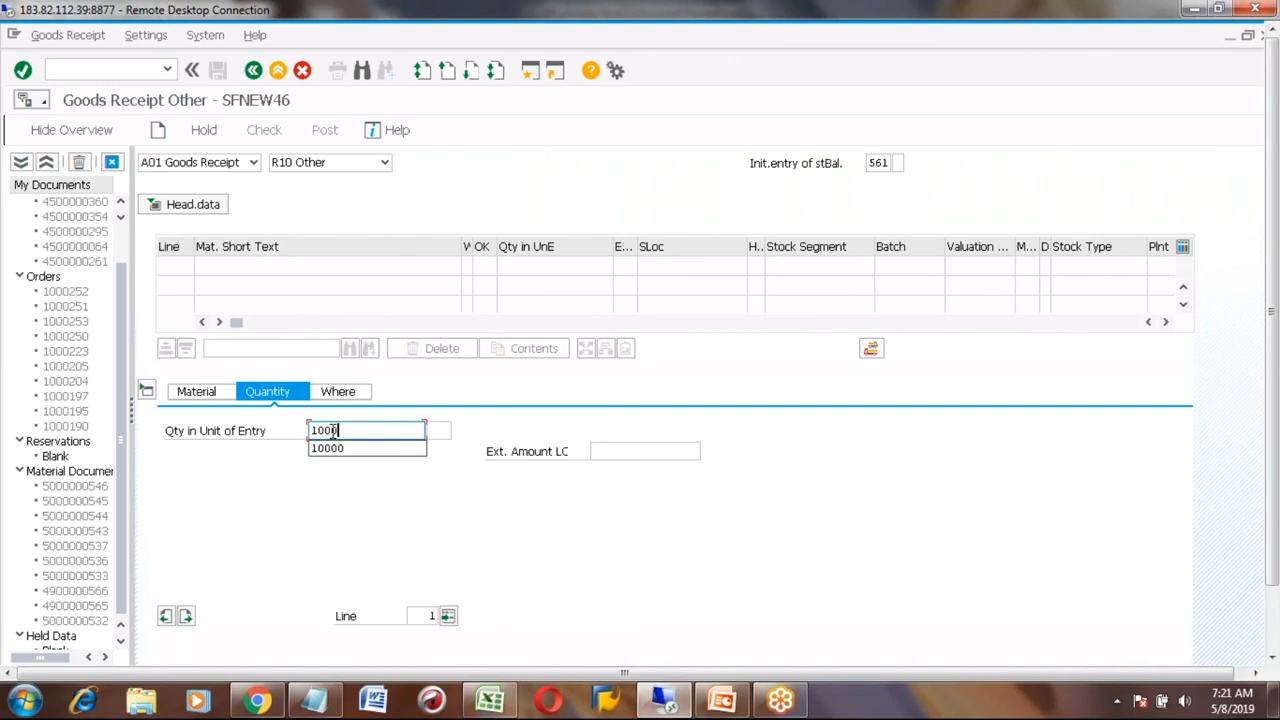 183.82.112.39:8877 - Remote Desktop Connection
Goods Receipt Settings System Help
Goods Receipt Other - SFNEW46
Hide Overview Hold Check Post Help
A01 Goods Receipt R10 Other Init.entry of stBal. 561
My Documents
Head.data
4500000360
4500000354
4500000295
4500000064
4500000261
Line Mat. Short Text W OK Qty in UnE E... SLoc H.. Stock Segment Batch Valuation ... M... D Stock Type Plnt
Orders
1000252
1000251
1000253
1000250
1000223
1000205
1000204
1000197
1000195
1000190
Delete Contents
Material Quantity Where
Qty in Unit of Entry 1000
10000
Ext. Amount LC
Reservations
Blank
Material Documer
5000000546
5000000545
5000000544
5000000543
5000000537
5000000536
5000000533
4900000566
4900000565
5000000532
Held Data
Line 1
7:21 AM
5/8/2019